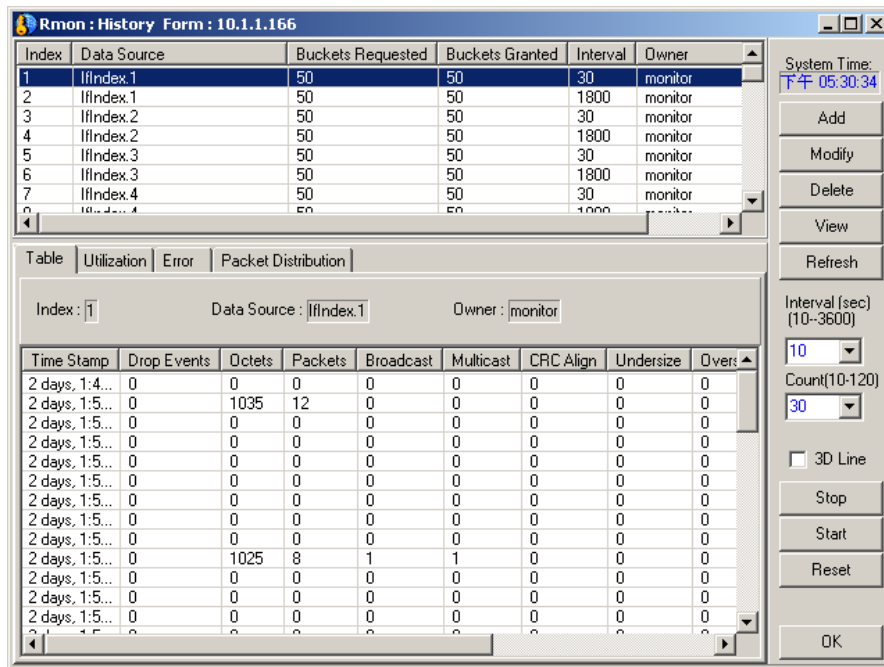 Rmon : History Form : 10.1.1.166
Index Data Source Buckets Requested Buckets Granted Interval Owner
1 IfIndex.1 50 50 30 monitor
2 IfIndex.1 50 50 1800 monitor
3 IfIndex.2 50 50 30 monitor
4 IfIndex.2 50 50 1800 monitor
5 IfIndex.3 50 50 30 monitor
6 IfIndex.3 50 50 1800 monitor
7 IfIndex.4 50 50 30 monitor
System Time:
下午 05:30:34
Add
Modify
Delete
View
Refresh
Interval (sec)
(10--3600)
10
Count(10-120)
30
3D Line
Stop
Start
Reset
OK
Table Utilization Error Packet Distribution
Index : 1 Data Source : IfIndex.1 Owner : monitor
Time Stamp Drop Events Octets Packets Broadcast Multicast CRC Align Undersize Overs
2 days, 1:4... 0 0 0 0 0 0 0 0
2 days, 1:5... 0 1035 12 0 0 0 0 0
2 days, 1:5... 0 0 0 0 0 0 0 0
2 days, 1:5... 0 0 0 0 0 0 0 0
2 days, 1:5... 0 0 0 0 0 0 0 0
2 days, 1:5... 0 0 0 0 0 0 0 0
2 days, 1:5... 0 0 0 0 0 0 0 0
2 days, 1:5... 0 0 0 0 0 0 0 0
2 days, 1:5... 0 0 0 0 0 0 0 0
2 days, 1:5... 0 1025 8 1 1 0 0 0
2 days, 1:5... 0 0 0 0 0 0 0 0
2 days, 1:5... 0 0 0 0 0 0 0 0
2 days, 1:5... 0 0 0 0 0 0 0 0